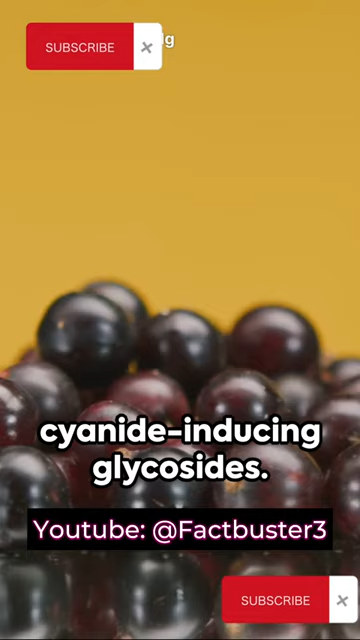 SUBSCRIBE
cyanide-inducing
glycosides.
Youtube: @Factbuster3
SUBSCRIBE